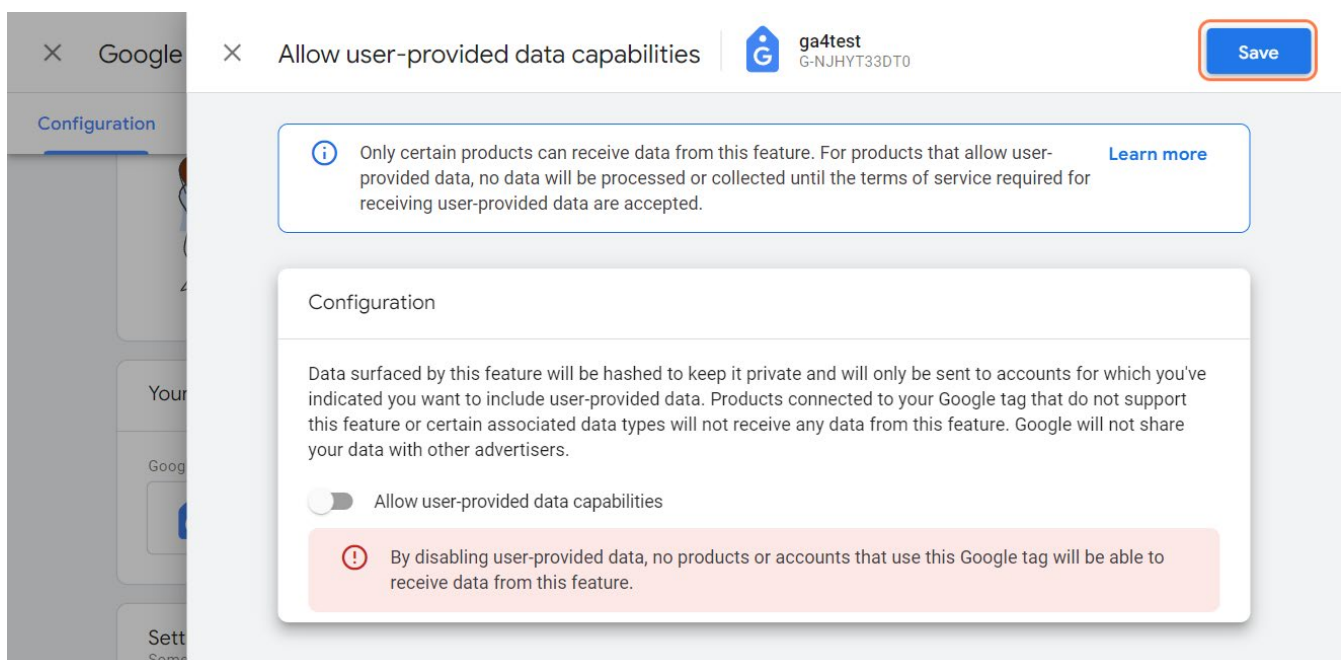 Google
Allow user-provided data capabilities
ga4test
G-NJHYT33DT0
Save
Configuration
Only certain products can receive data from this feature. For products that allow user-
provided data, no data will be processed or collected until the terms of service required for
receiving user-provided data are accepted.
Learn more
Configuration
Data surfaced by this feature will be hashed to keep it private and will only be sent to accounts for which you've
indicated you want to include user-provided data. Products connected to your Google tag that do not support
this feature or certain associated data types will not receive any data from this feature. Google will not share
your data with other advertisers.
Allow user-provided data capabilities
By disabling user-provided data, no products or accounts that use this Google tag will be able to
receive data from this feature.
Your
Goog
Sett